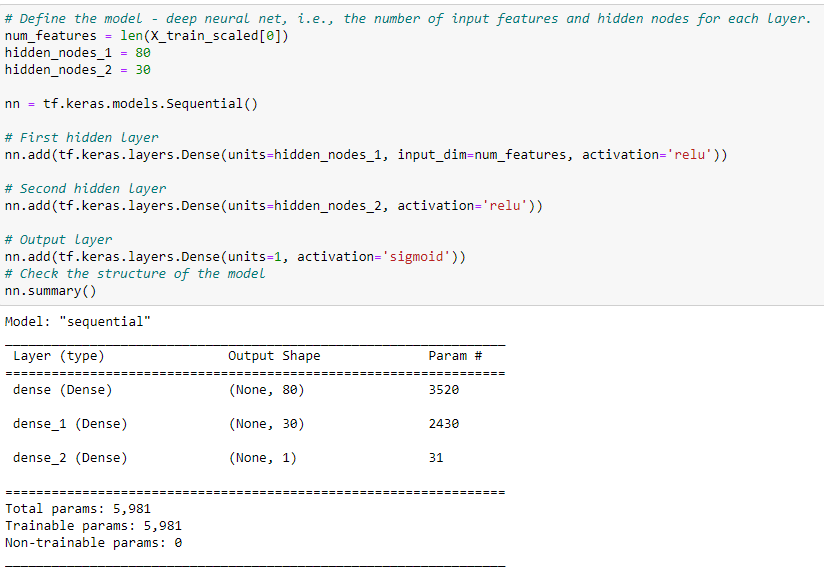 # Define the model - deep neural net, i.e., the number of input features and hidden nodes for each layer.
num_features = len(X_train_scaled[0])
hidden_nodes_1 = 80
hidden_nodes_2 = 30
nn = tf.keras.models.Sequential()
# First hidden layer
nn.add(tf.keras.layers.Dense(units=hidden_nodes_1, input_dim=num_features, activation='relu'))
# Second hidden layer
nn.add(tf.keras.layers.Dense(units=hidden_nodes_2, activation='relu'))
# Output layer
nn.add(tf.keras.layers.Dense(units=1, activation='sigmoid'))
# Check the structure of the model
nn.summary()
Model: "sequential"
_________________________________________________________________
Layer (type) Output Shape Param #
=================================================================
dense (Dense) (None, 80) 3520
dense_1 (Dense) (None, 30) 2430
dense_2 (Dense) (None, 1) 31
=================================================================
Total params: 5,981
Trainable params: 5,981
Non-trainable params: 0
_________________________________________________________________